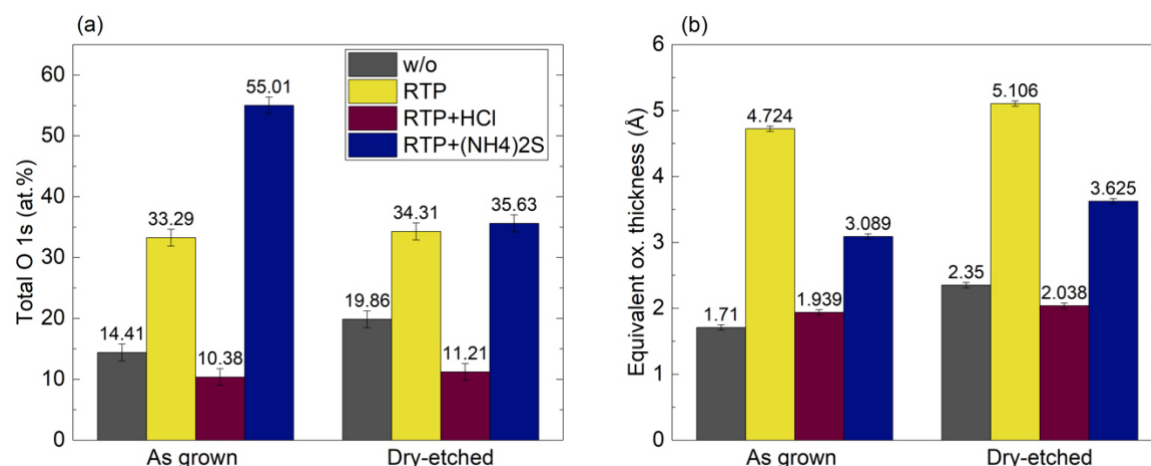 (a)
Total O 1s (at.%)
60
50
40
30
20
10
0
w/o
RTP
RTP+HCl
RTP+(NH4)2S
14.41
33.29
10.38
55.01
19.86
34.31
11.21
35.63
As grown
Dry-etched
(b)
Equivalent ox. thickness (Å)
6
5
4
3
2
1
0
1.71
4.724
1.939
3.089
2.35
5.106
2.038
3.625
As grown
Dry-etched